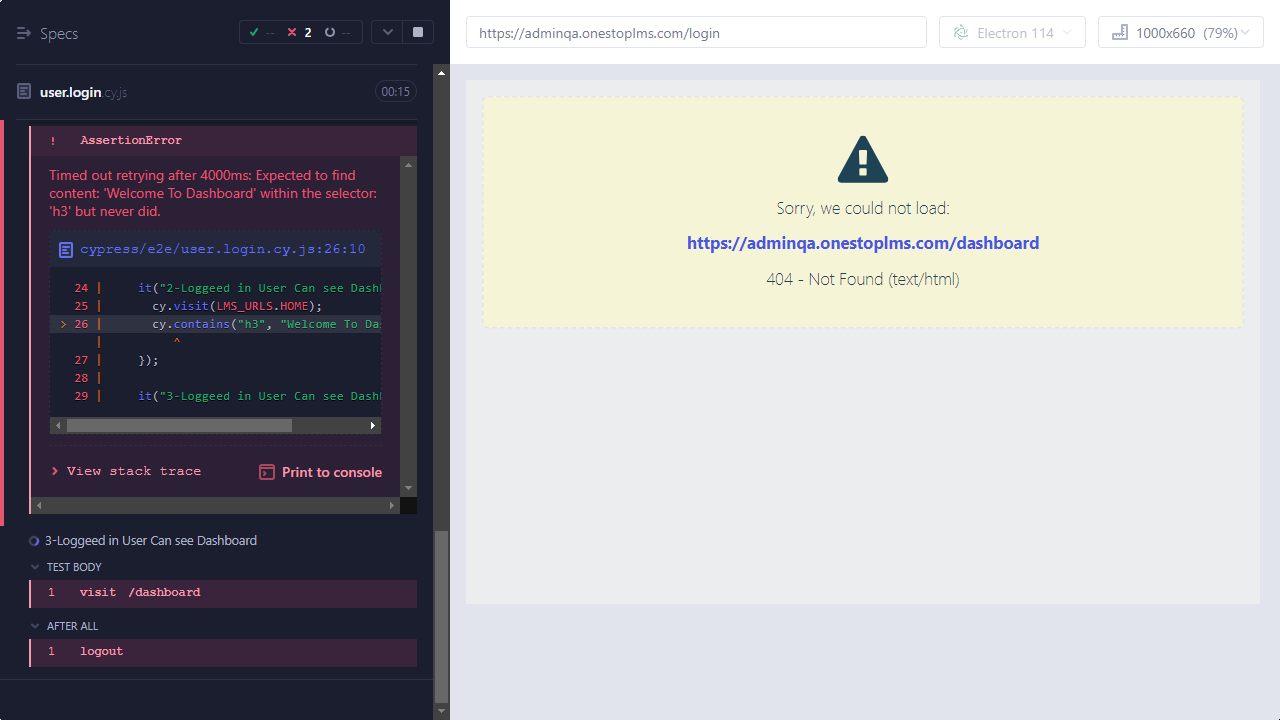 Specs
-- 2 --
user.login.cy.js
00:15
! AssertionError
Timed out retrying after 4000ms: Expected to find
content: 'Welcome To Dashboard' within the selector:
'h3' but never did.
cypress/e2e/user.login.cy.js:26:10
24 | it("2-Loggeed in User Can see Dash
25 | cy.visit(LMS_URLS.HOME);
> 26 | cy.contains("h3", "Welcome To Da
| ^
27 | });
28 |
29 | it("3-Loggeed in User Can see Dash
> View stack trace
Print to console
3-Loggeed in User Can see Dashboard
TEST BODY
1 visit /dashboard
AFTER ALL
1 logout
https://adminqa.onestoplms.com/login
Electron 114
1000x660 (79%)
Sorry, we could not load:
https://adminqa.onestoplms.com/dashboard
404 - Not Found (text/html)